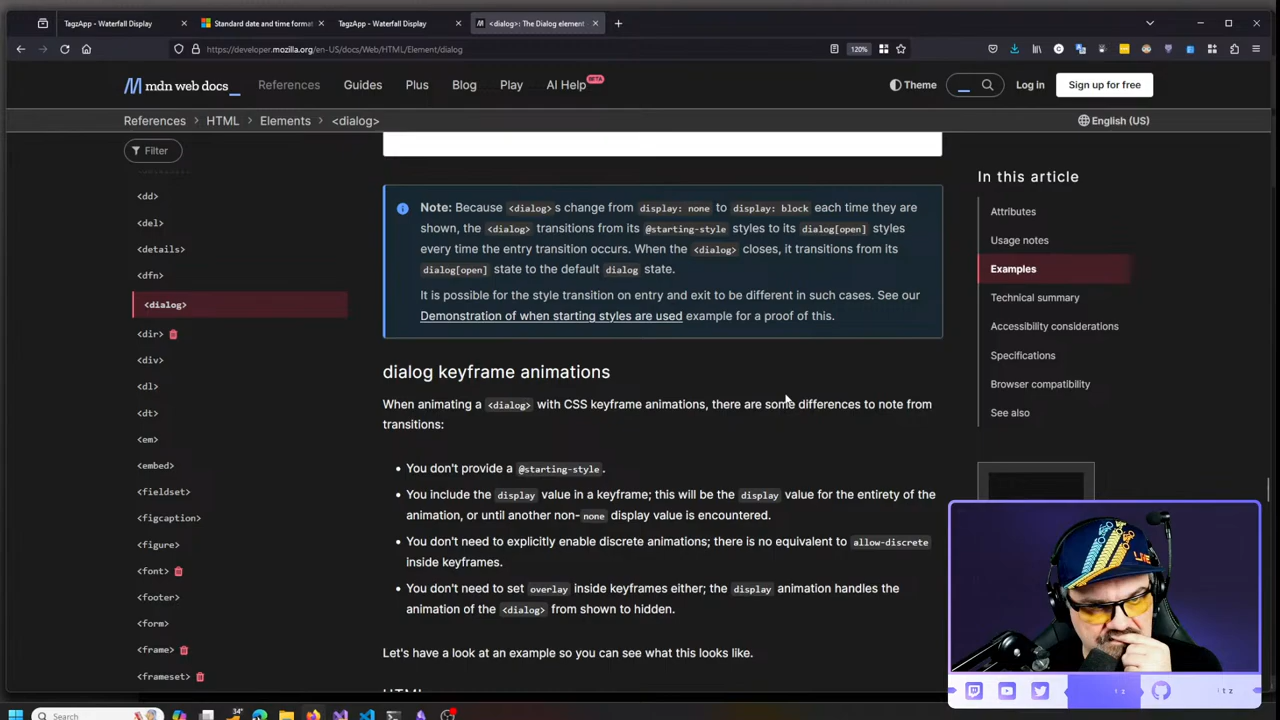 TagzApp - Waterfall Display
Standard date and time format
TagzApp - Waterfall Display
<dialog>: The Dialog element
https://developer.mozilla.org/en-US/docs/Web/HTML/Element/dialog
120%
mdn web docs_
References
Guides
Plus
Blog
Play
AI Help
BETA
Theme
Log in
Sign up for free
References
HTML
Elements
<dialog>
English (US)
Filter
<dd>
<del>
<details>
<dfn>
<dialog>
<dir>
<div>
<dl>
<dt>
<em>
<embed>
<fieldset>
<figcaption>
<figure>
<font>
<footer>
<form>
<frame>
<frameset>
Note: Because <dialog>s change from display: none to display: block each time they are
shown, the <dialog> transitions from its @starting-style styles to its dialog[open] styles
every time the entry transition occurs. When the <dialog> closes, it transitions from its
dialog[open] state to the default dialog state.
It is possible for the style transition on entry and exit to be different in such cases. See our
Demonstration of when starting styles are used example for a proof of this.
dialog keyframe animations
When animating a <dialog> with CSS keyframe animations, there are some differences to note from
transitions:
• You don't provide a @starting-style.
• You include the display value in a keyframe; this will be the display value for the entirety of the
animation, or until another non-none display value is encountered.
• You don't need to explicitly enable discrete animations; there is no equivalent to allow-discrete
inside keyframes.
• You don't need to set overlay inside keyframes either; the display animation handles the
animation of the <dialog> from shown to hidden.
Let's have a look at an example so you can see what this looks like.
HTML
In this article
Attributes
Usage notes
Examples
Technical summary
Accessibility considerations
Specifications
Browser compatibility
See also
LIVE
t z
t z
Search
34°